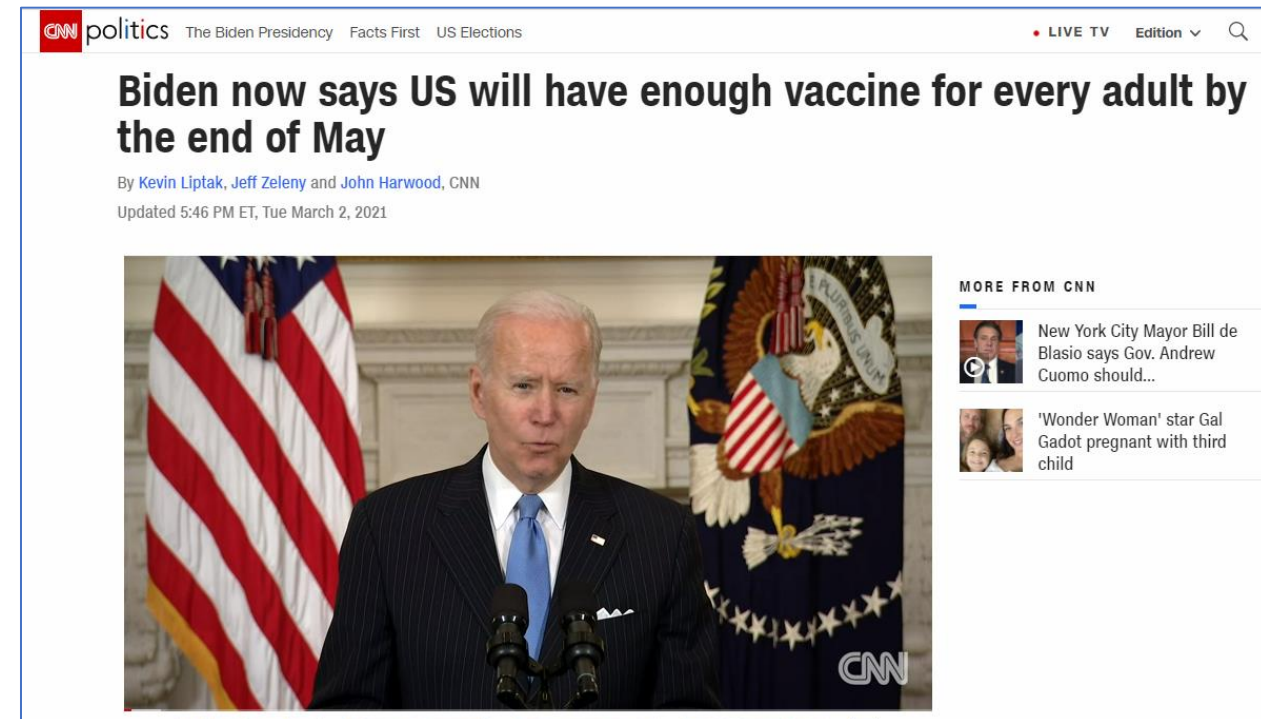 CNN politics The Biden Presidency Facts First US Elections
LIVE TV Edition
Biden now says US will have enough vaccine for every adult by
the end of May
By Kevin Liptak, Jeff Zeleny and John Harwood, CNN
Updated 5:46 PM ET, Tue March 2, 2021
E PLURIBUS UNUM
CNN
MORE FROM CNN
New York City Mayor Bill de
Blasio says Gov. Andrew
Cuomo should...
'Wonder Woman' star Gal
Gadot pregnant with third
child